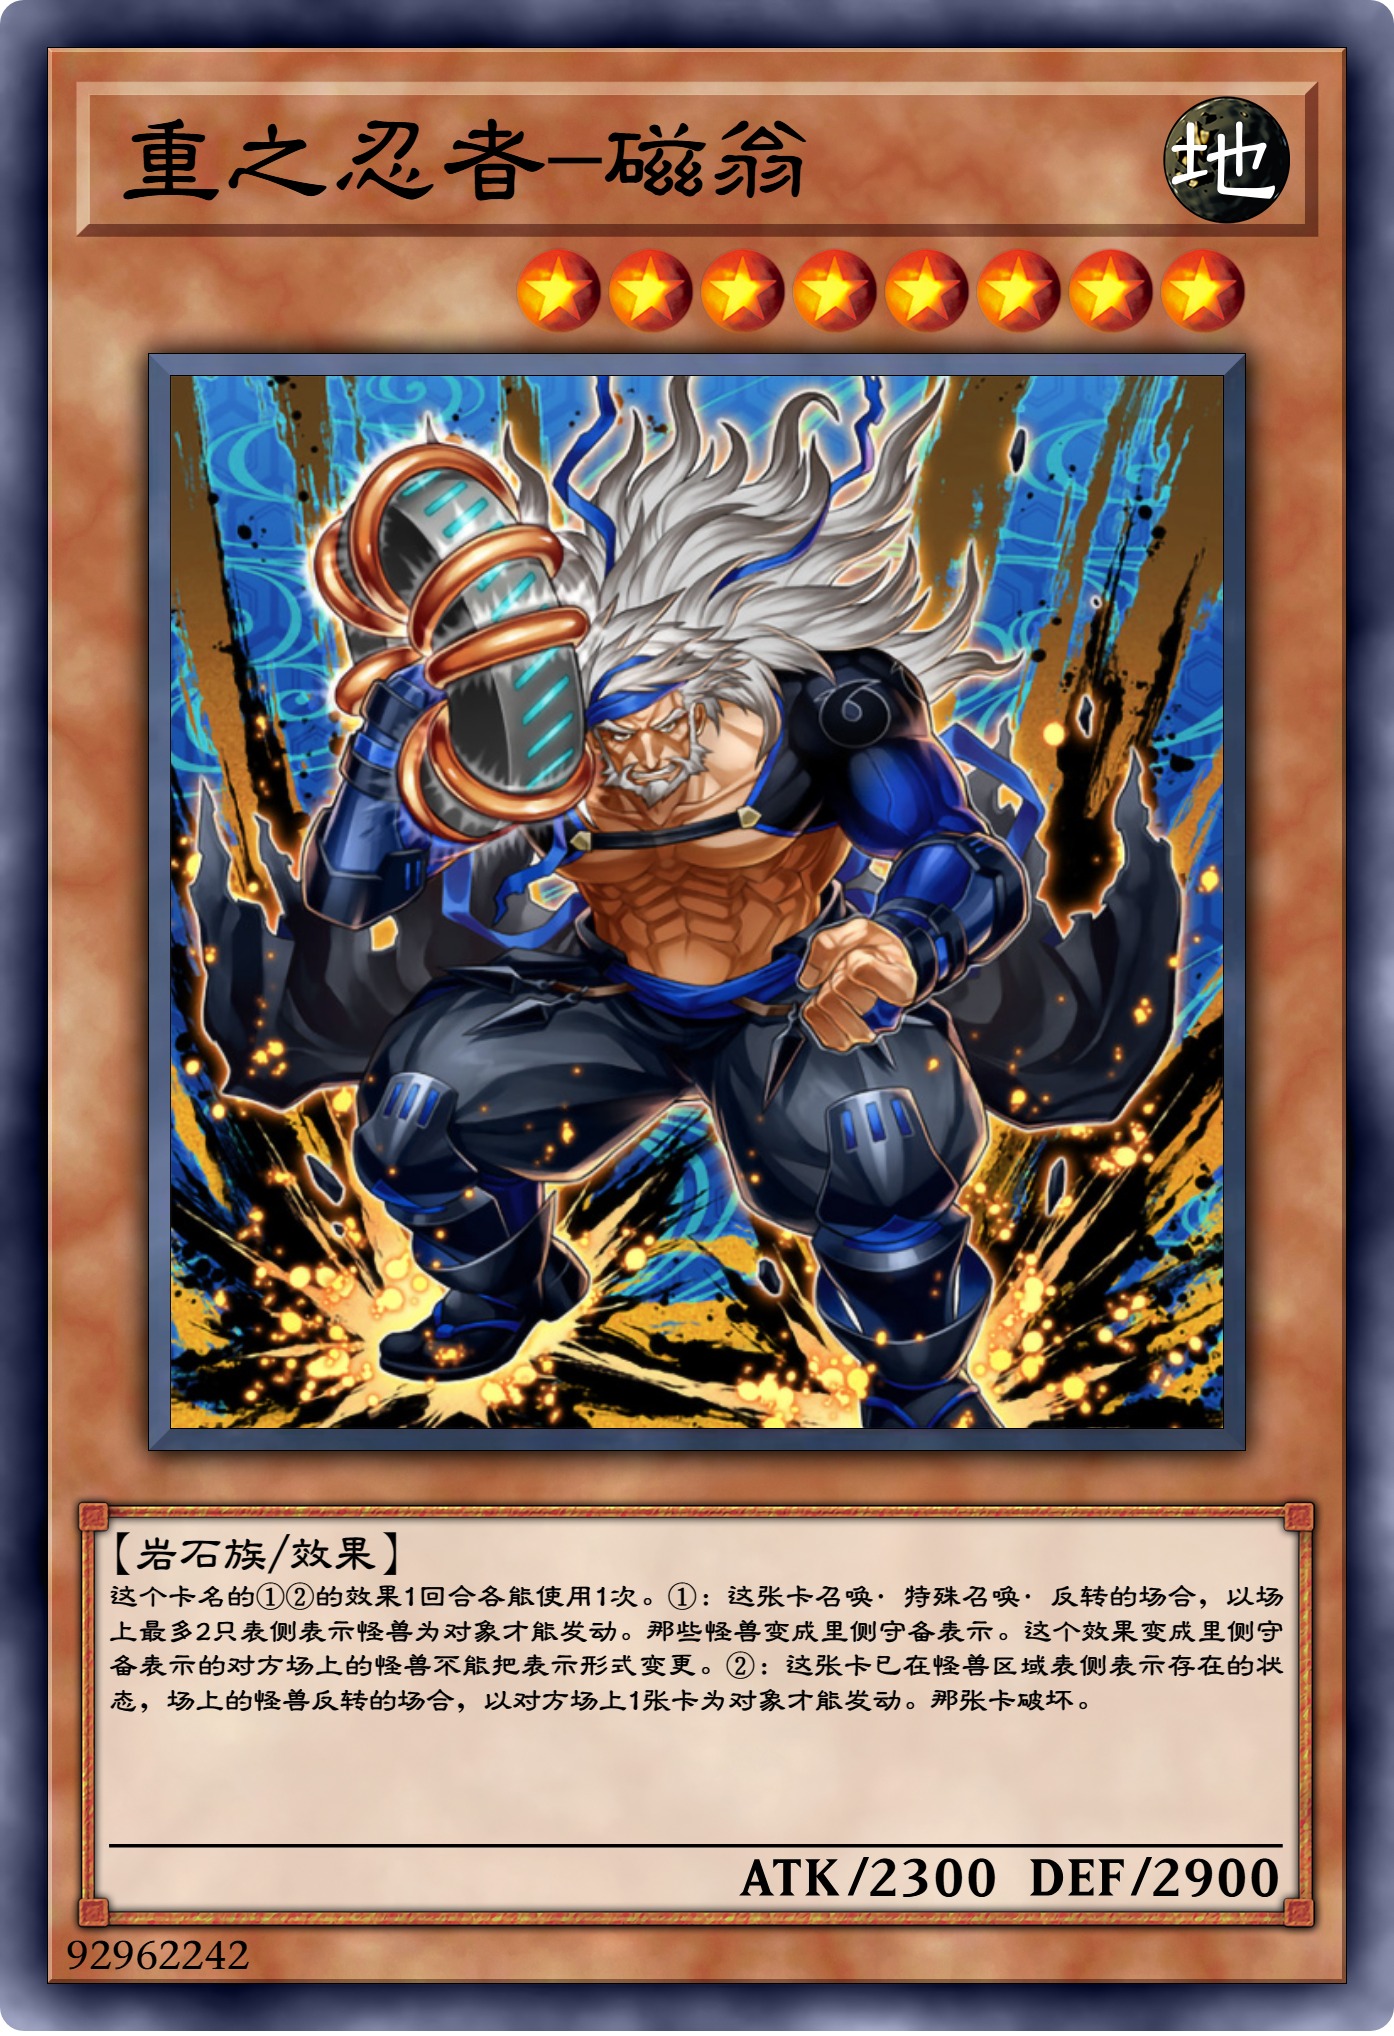 重之忍者-磁翁
地
【岩石族/效果】
这个卡名的①②的效果1回合各能使用1次。①：这张卡召唤·特殊召唤·反转的场合，以场
上最多2只表侧表示怪兽为对象才能发动。那些怪兽变成里侧守备表示。这个效果变成里侧守
备表示的对方场上的怪兽不能把表示形式变更。②：这张卡已在怪兽区域表侧表示存在的状
态，场上的怪兽反转的场合，以对方场上1张卡为对象才能发动。那张卡破坏。
ATK/2300 DEF/2900
92962242